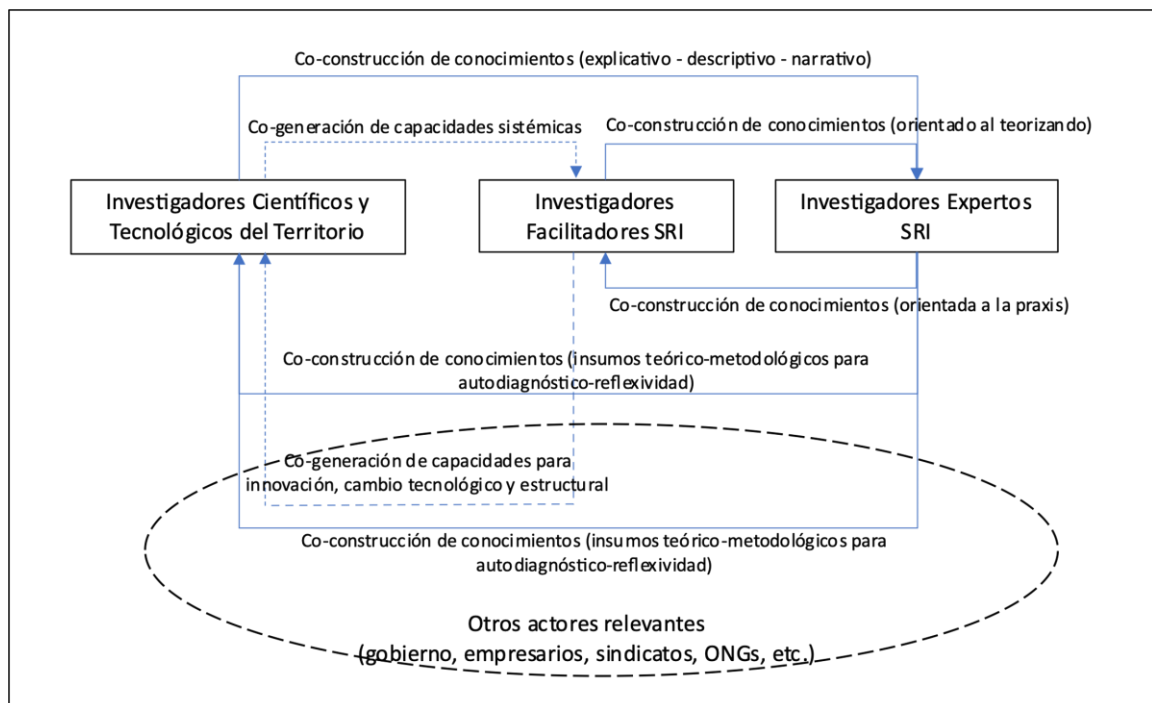 Co-construcción de conocimientos (explicativo - descriptivo - narrativo)
Co-generación de capacidades sistémicas
Co-construcción de conocimientos (orientado al teorizando)
Investigadores Científicos y
Tecnológicos del Territorio
Investigadores
Facilitadores SRI
Investigadores Expertos
SRI
Co-construcción de conocimientos (orientada a la praxis)
Co-construcción de conocimientos (insumos teórico-metodológicos para
autodiagnóstico-reflexividad)
Co-generación de capacidades para
innovación, cambio tecnológico y estructural
Co-construcción de conocimientos (insumos teórico-metodológicos para
autodiagnóstico-reflexividad)
Otros actores relevantes
(gobierno, empresarios, sindicatos, ONGs, etc.)